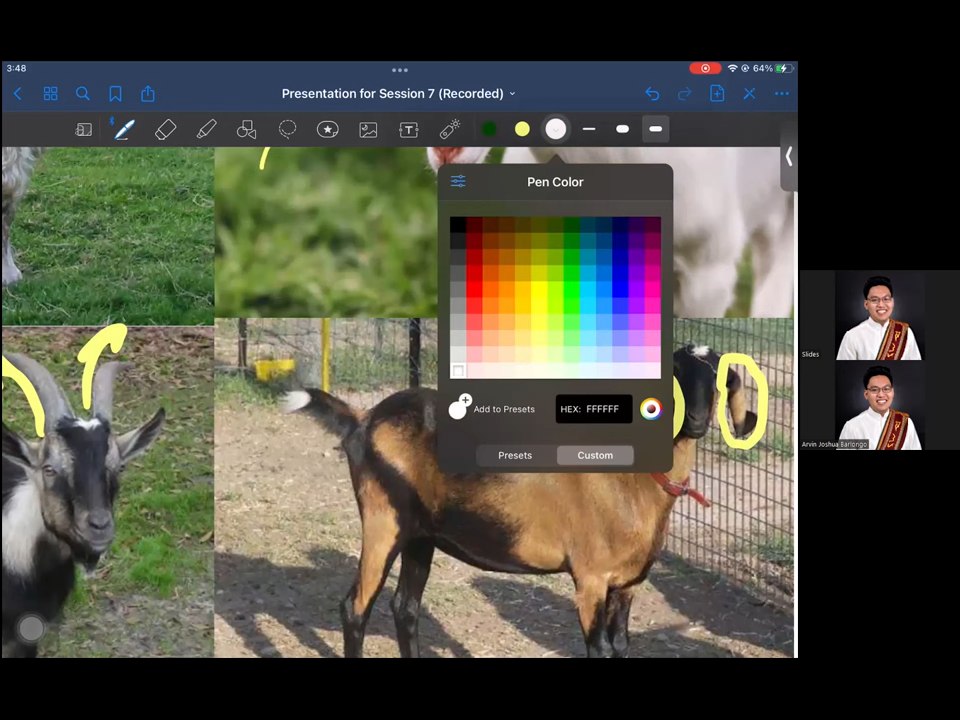 3:48
64%
Presentation for Session 7 (Recorded)
T
Pen Color
Add to Presets
HEX: FFFFFF
Presets
Custom
Slides
Arvin Joshua Barlongo